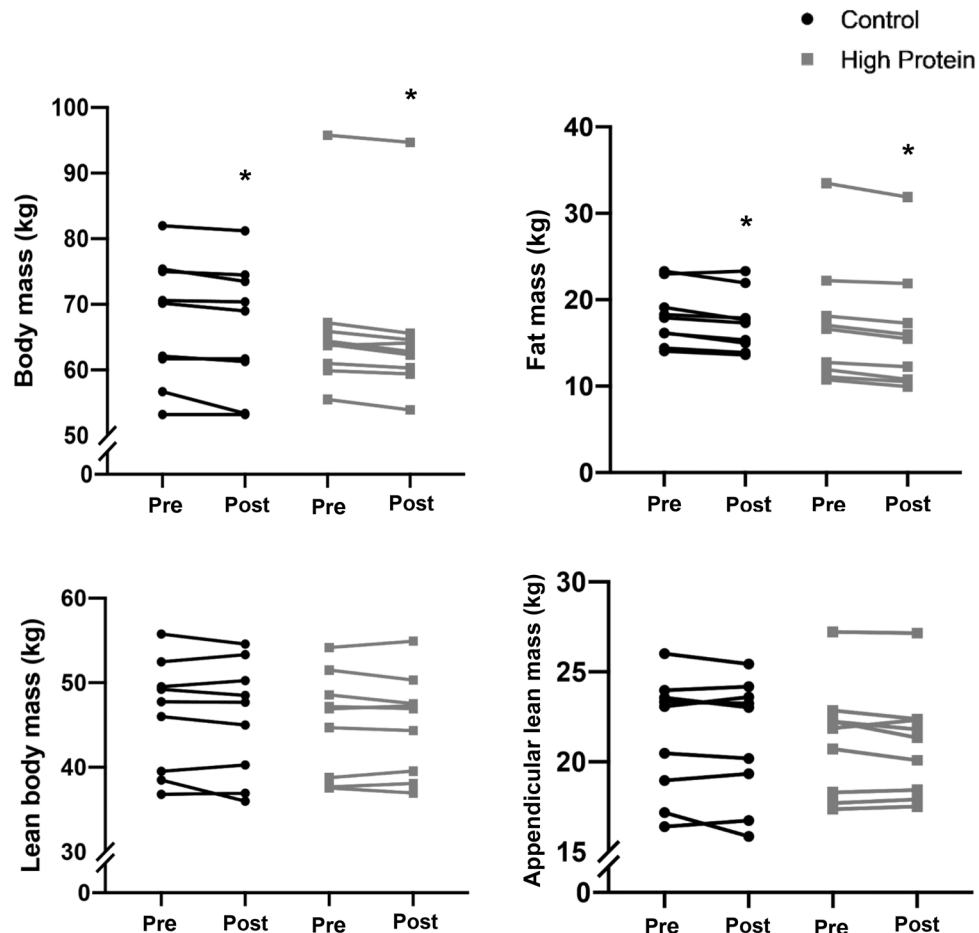 Control
High Protein
Body mass (kg)
100
90
80
70
60
50
0
*
*
Pre
Post
Pre
Post
Fat mass (kg)
40
30
20
10
0
*
*
Pre
Post
Pre
Post
Lean body mass (kg)
60
50
40
30
0
Pre
Post
Pre
Post
Appendicular lean mass (kg)
30
25
20
15
0
Pre
Post
Pre
Post